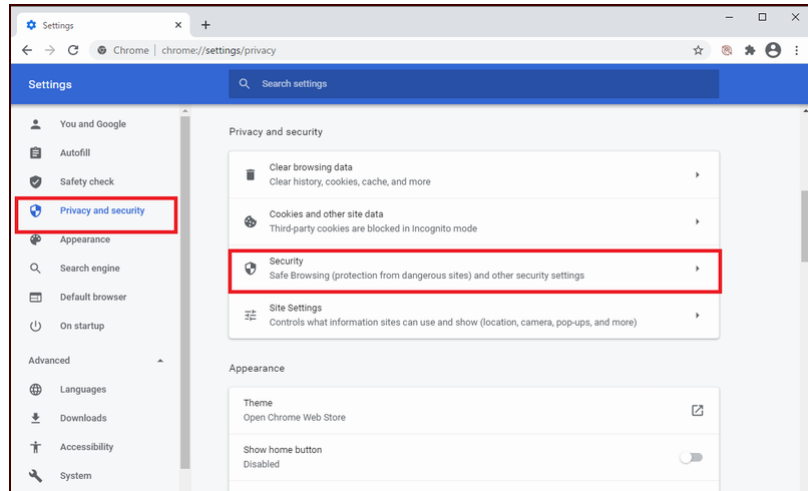 Settings
Chrome | chrome://settings/privacy
Settings
Search settings
You and Google
Autofill
Safety check
Privacy and security
Appearance
Search engine
Default browser
On startup
Advanced
Languages
Downloads
Accessibility
System
Privacy and security
Clear browsing data
Clear history, cookies, cache, and more
Cookies and other site data
Third-party cookies are blocked in Incognito mode
Security
Safe Browsing (protection from dangerous sites) and other security settings
Site Settings
Controls what information sites can use and show (location, camera, pop-ups, and more)
Appearance
Theme
Open Chrome Web Store
Show home button
Disabled